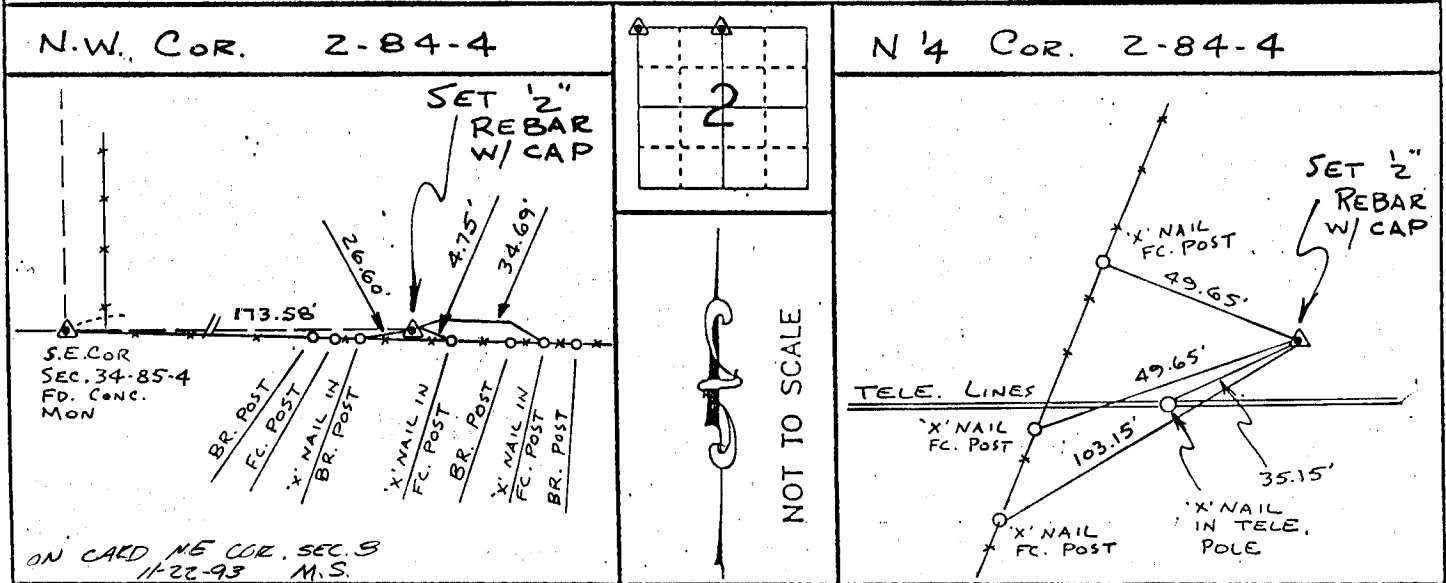 N.W. COR. 2-84-4
SET 1/2"
REBAR
W/ CAP
26.60'
4.75'
34.69'
173.58'
S.E. COR
SEC. 34-85-4
FD. CONC.
MON
BR. POST
FC. POST
'X' NAIL IN
BR. POST
'X' NAIL IN
FC. POST
BR. POST
'X' NAIL IN
FC. POST
BR. POST
ON CARD NE COR. SEC. 3
11-22-93 M.S.
2
NOT TO SCALE
N 1/4 COR. 2-84-4
SET 1/2"
REBAR
W/ CAP
'X' NAIL
FC. POST
49.65'
49.65'
TELE. LINES
'X' NAIL
FC. POST
103.15'
35.15'
'X' NAIL
IN TELE.
POLE
'X' NAIL
FC. POST